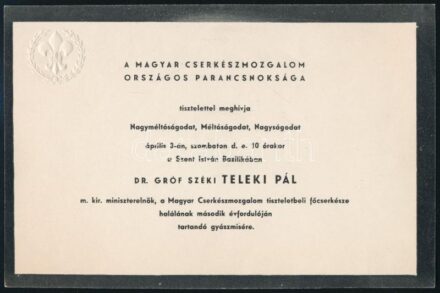 A MAGYAR CSERKÉSZMOZGALOM
ORSZÁGOS PARANCSNOKSÁGA
tisztelettel meghívja
Nagyméltóságodat, Méltóságodat, Nagyságodat
április 3-án, szombaton d. e. 10 órakor
a Szent István Bazilikában
DR. GRÓF SZÉKI TELEKI PÁL
m. kir. miniszterelnök, a Magyar Cserkészmozgalom tiszteletbeli főcserkésze
halálának második évfordulóján
tartandó gyászmisére.